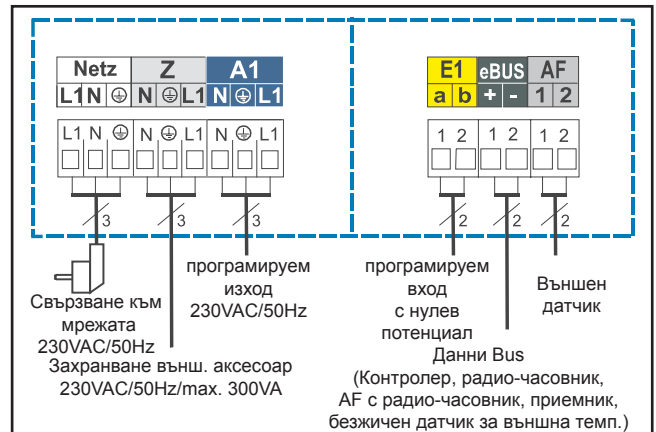 Netz Z A1
L1 N ⏚ N ⏚ L1 N ⏚ L1
L1 N ⏚ N ⏚ L1 N ⏚ L1
3 3 3
E1 eBUS AF
a b + - 1 2
1 2 1 2 1 2
2 2 2
Свързване към
мрежата
230VAC/50Hz
програмируем
изход
230VAC/50Hz
Захранване външ. аксесоар
230VAC/50Hz/max. 300VA
програмируем
вход
с нулев
потенциал
Външен
датчик
Данни Bus
(Контролер, радио-часовник,
AF с радио-часовник, приемник,
безжичен датчик за външна темп.)